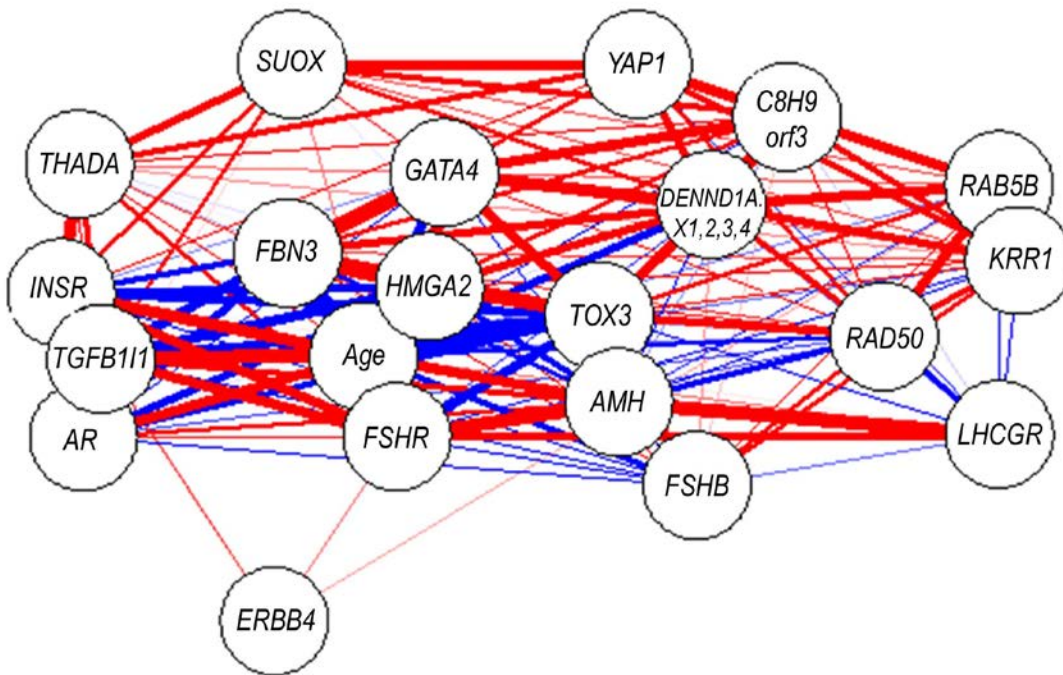 SUOX
YAP1
C8H9
orf3
THADA
GATA4
RAB5B
DENND1A.
X1,2,3,4
FBN3
KRR1
INSR
HMGA2
TOX3
RAD50
TGFB1I1
Age
AMH
AR
FSHR
LHCGR
FSHB
ERBB4